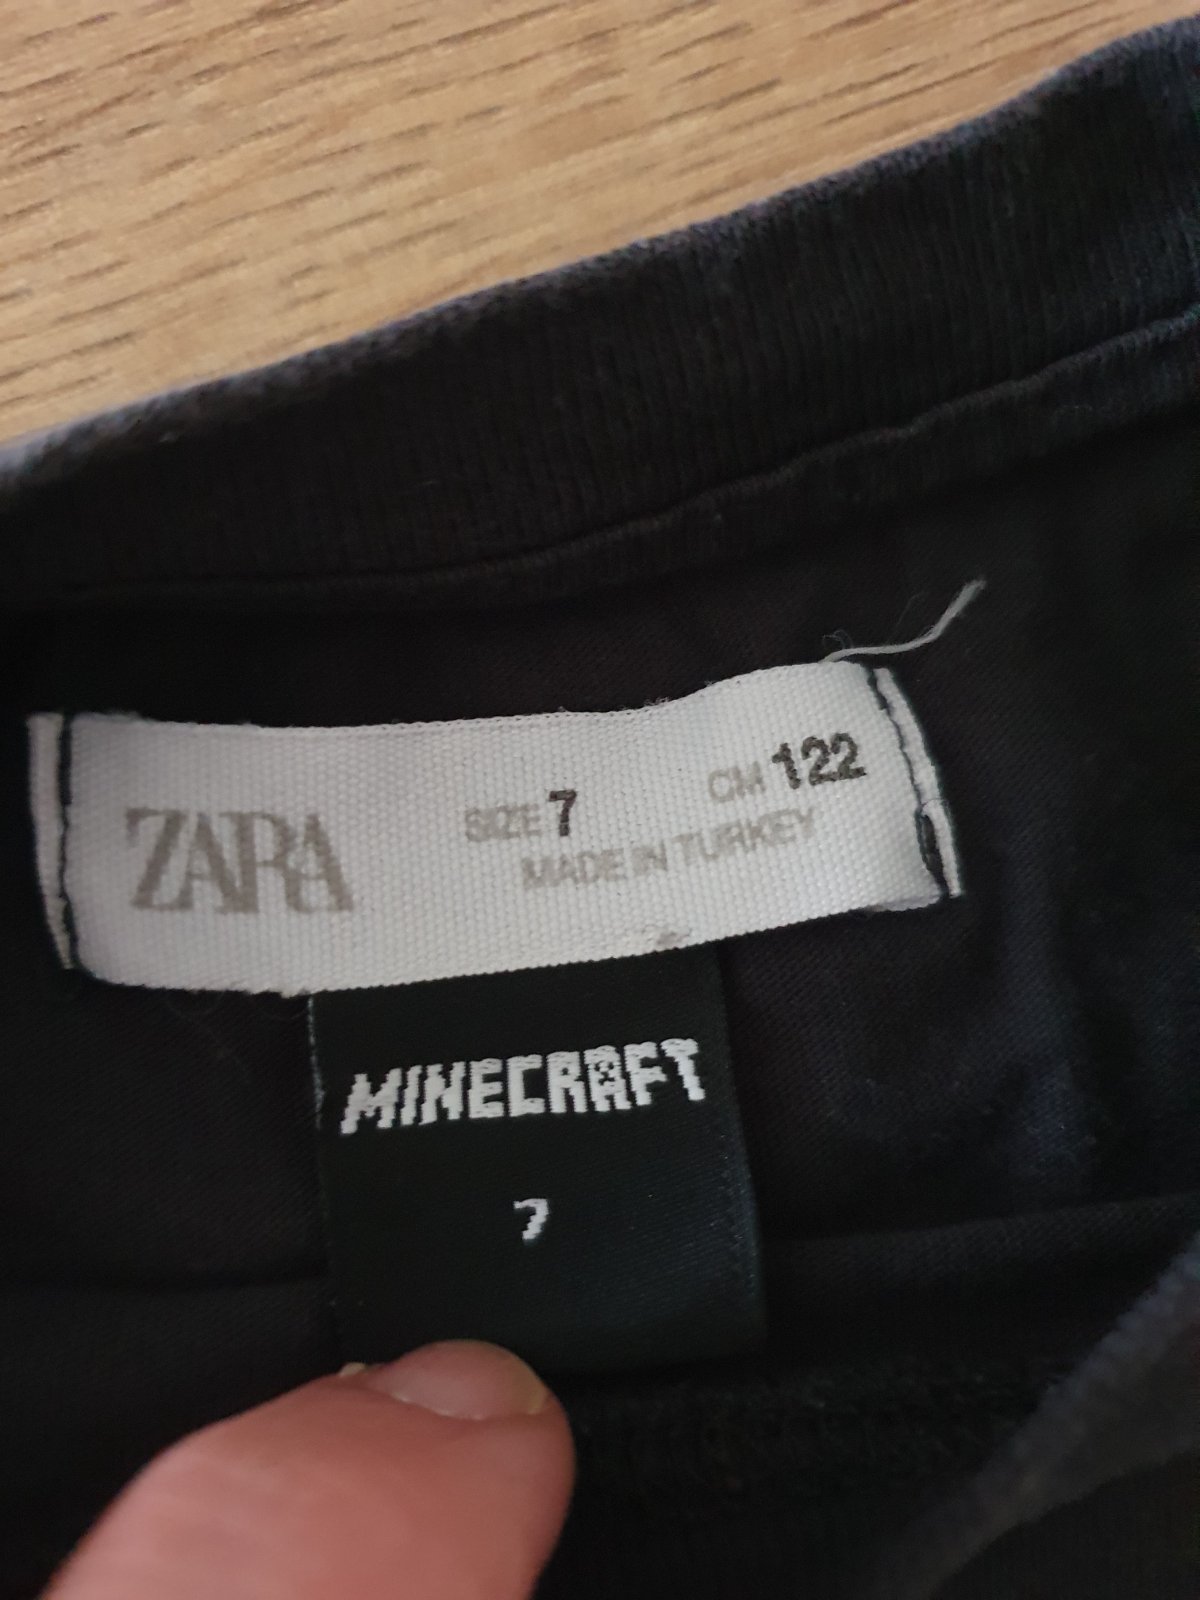 ZARA
SIZE 7 CM 122
MADE IN TURKEY
MINECRAFT
7